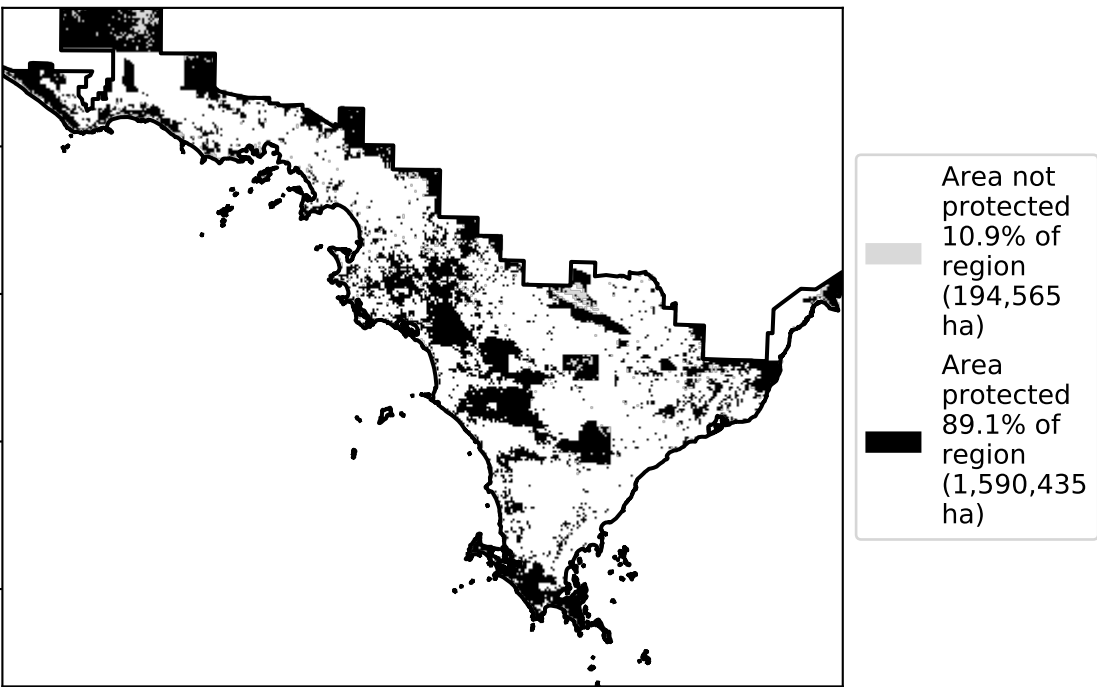 Area not
protected
10.9% of
region
(194,565
ha)
Area
protected
89.1% of
region
(1,590,435
ha)